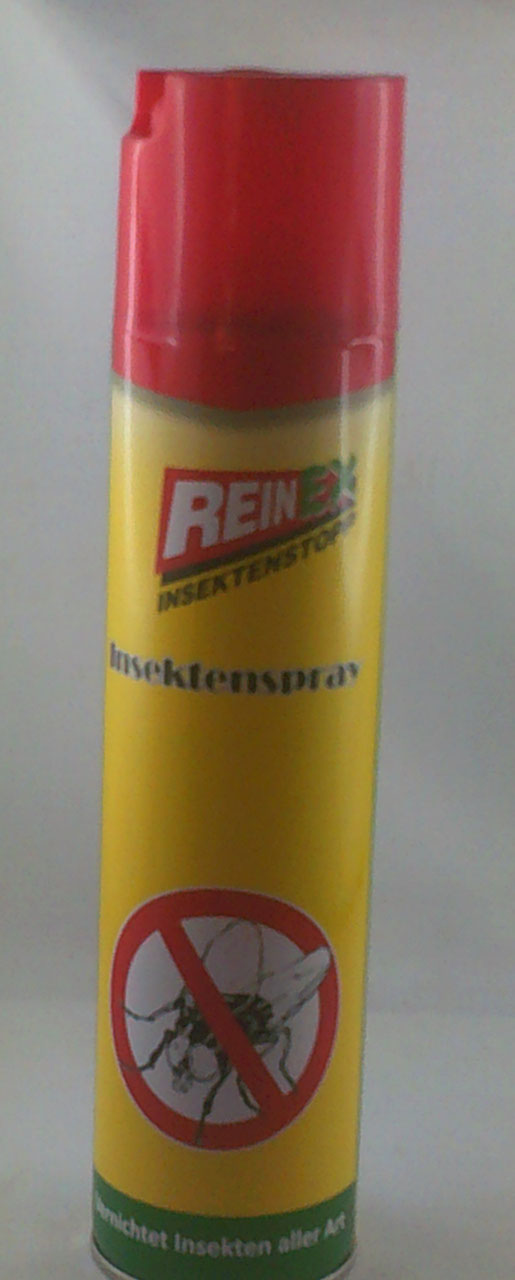 REINEX
INSEKTENSTOPP
Insektenspray
Vernichtet Insekten aller Art